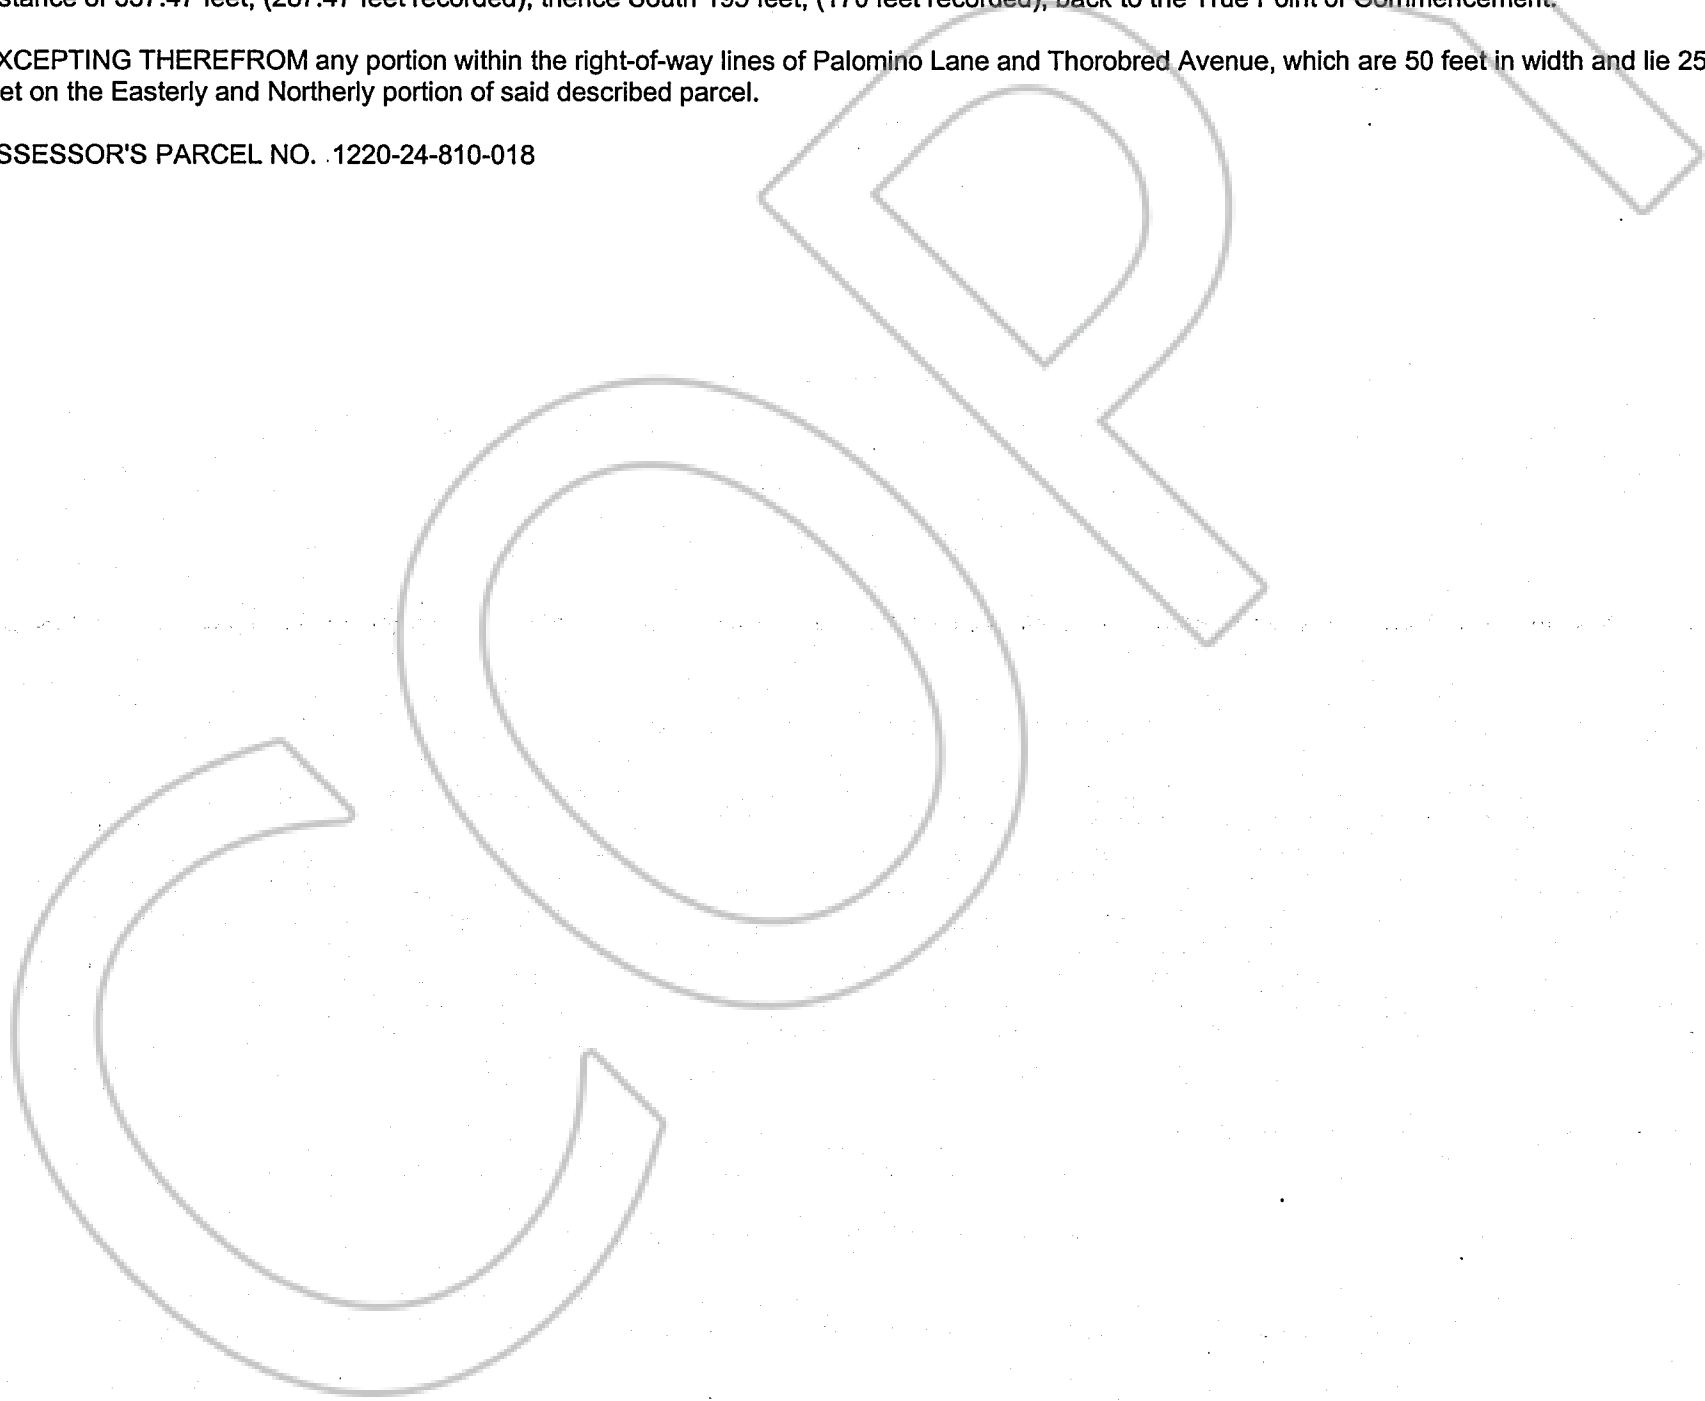 stance of 337.47 feet, (287.47 feet recorded); thence South 195 feet, (170 feet recorded), back to the True Point of Commencement.
XCEPTING THEREFROM any portion within the right-of-way lines of Palomino Lane and Thorobred Avenue, which are 50 feet in width and lie 25
et on the Easterly and Northerly portion of said described parcel.
SSESSOR'S PARCEL NO. 1220-24-810-018
COPY